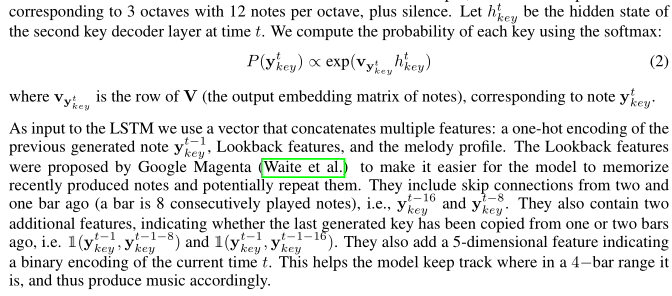 corresponding to 3 octaves with 12 notes per octave, plus silence. Let $h^t_{key}$ be the hidden state of
the second key decoder layer at time $t$. We compute the probability of each key using the softmax:
$P(\mathbf{y}^t_{key}) \propto \exp(\mathbf{v}_{\mathbf{y}^t_{key}} h^t_{key})$ (2)
where $\mathbf{v}_{\mathbf{y}^t_{key}}$ is the row of $\mathbf{V}$ (the output embedding matrix of notes), corresponding to note $\mathbf{y}^t_{key}$.
As input to the LSTM we use a vector that concatenates multiple features: a one-hot encoding of the
previous generated note $\mathbf{y}^{t-1}_{key}$, Lookback features, and the melody profile. The Lookback features
were proposed by Google Magenta (Waite et al.) to make it easier for the model to memorize
recently produced notes and potentially repeat them. They include skip connections from two and
one bar ago (a bar is 8 consecutively played notes), i.e., $\mathbf{y}^{t-16}_{key}$ and $\mathbf{y}^{t-8}_{key}$. They also contain two
additional features, indicating whether the last generated key has been copied from one or two bars
ago, i.e. $\mathbb{1}(\mathbf{y}^{t-1}_{key}, \mathbf{y}^{t-1-8}_{key})$ and $\mathbb{1}(\mathbf{y}^{t-1}_{key}, \mathbf{y}^{t-1-16}_{key})$. They also add a 5-dimensional feature indicating
a binary encoding of the current time $t$. This helps the model keep track where in a 4−bar range it
is, and thus produce music accordingly.